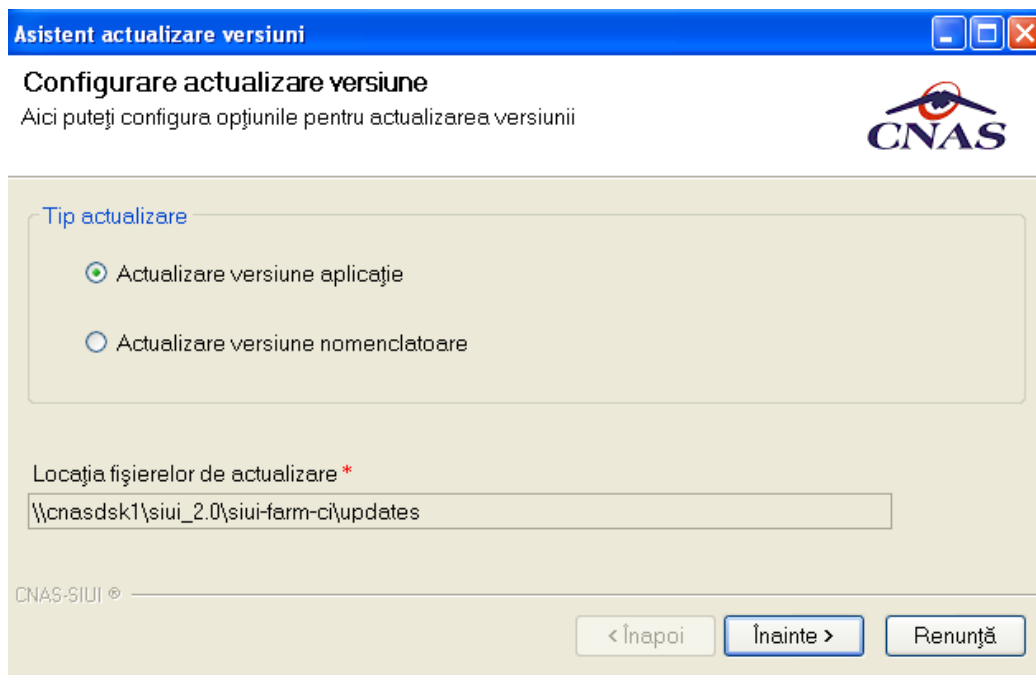 Asistent actualizare versiuni
Configurare actualizare versiune
Aici puteţi configura opţiunile pentru actualizarea versiunii
CNAS
Tip actualizare
Actualizare versiune aplicaţie
Actualizare versiune nomenclatoare
Locaţia fişierelor de actualizare *
\\cnasdsk1\siui_2.0\siui-farm-ci\updates
CNAS-SIUI ®
< Înapoi Înainte > Renunţă